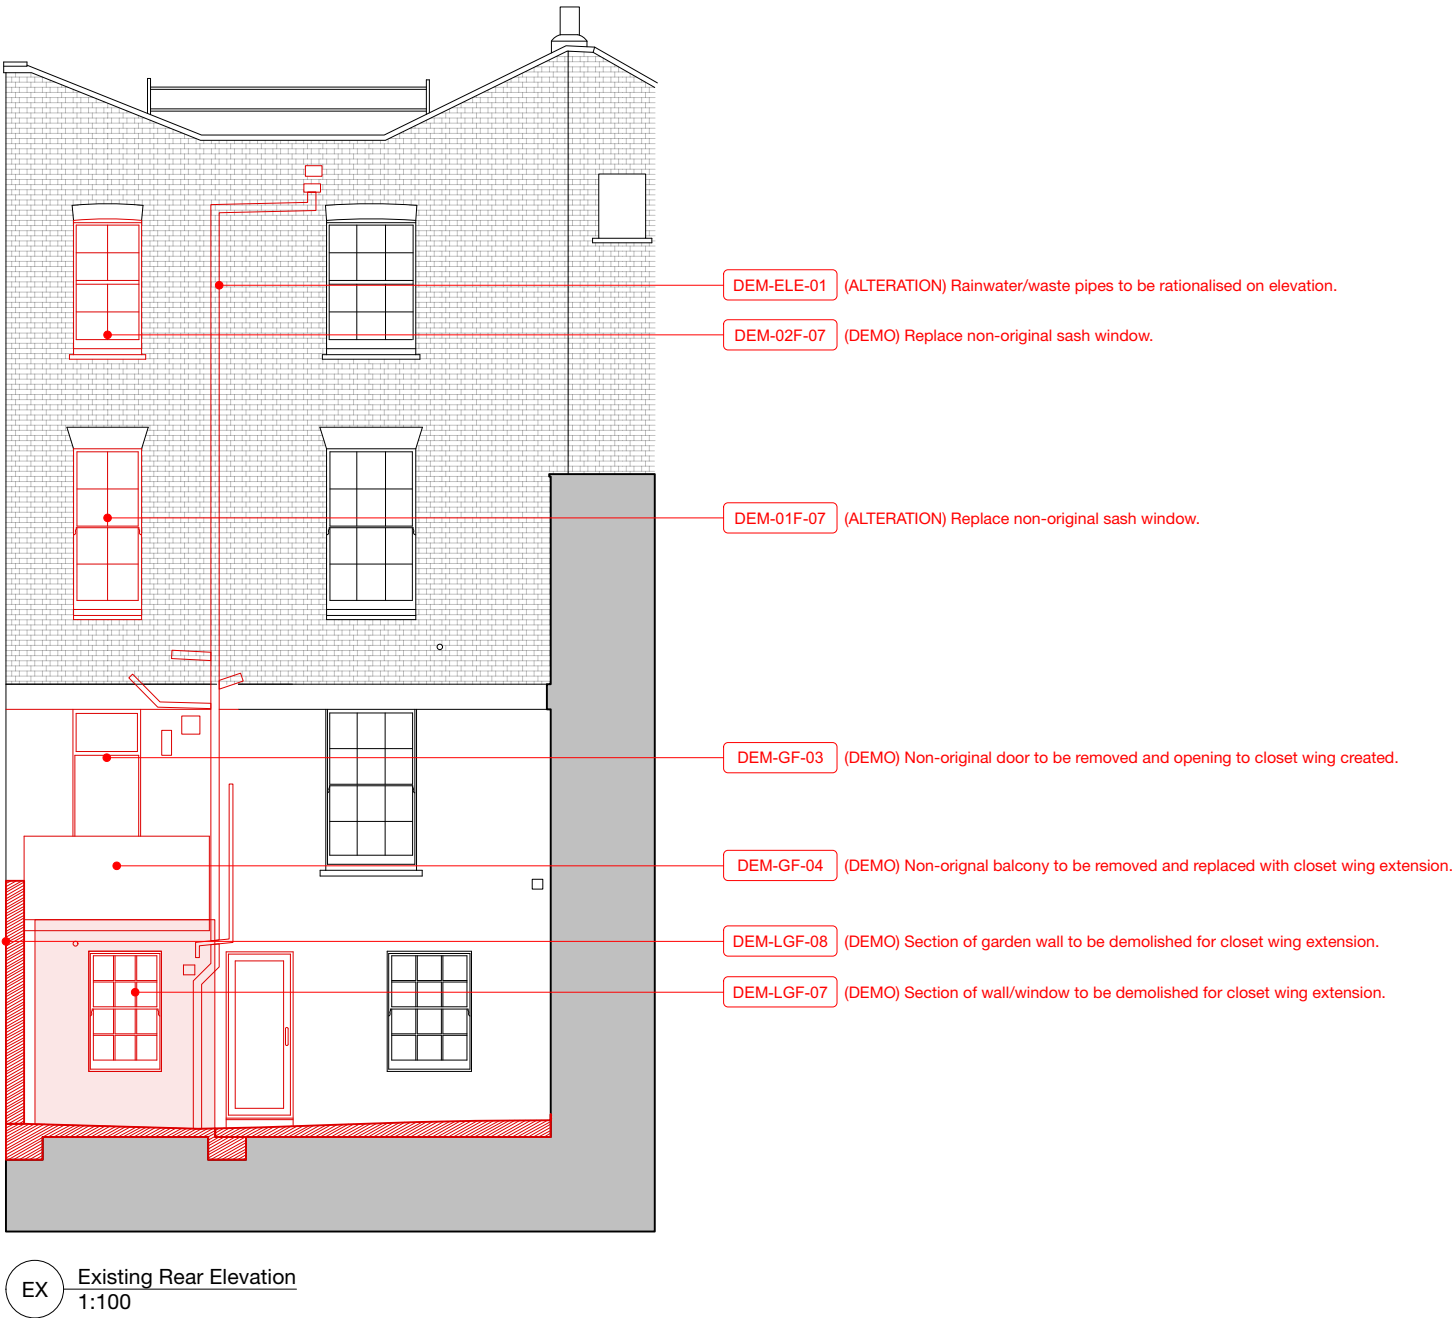 DEM-ELE-01 (ALTERATION) Rainwater/waste pipes to be rationalised on elevation.
DEM-02F-07 (DEMO) Replace non-original sash window.
DEM-01F-07 (ALTERATION) Replace non-original sash window.
DEM-GF-03 (DEMO) Non-original door to be removed and opening to closet wing created.
DEM-GF-04 (DEMO) Non-orignal balcony to be removed and replaced with closet wing extension.
DEM-LGF-08 (DEMO) Section of garden wall to be demolished for closet wing extension.
DEM-LGF-07 (DEMO) Section of wall/window to be demolished for closet wing extension.
EX Existing Rear Elevation
1:100